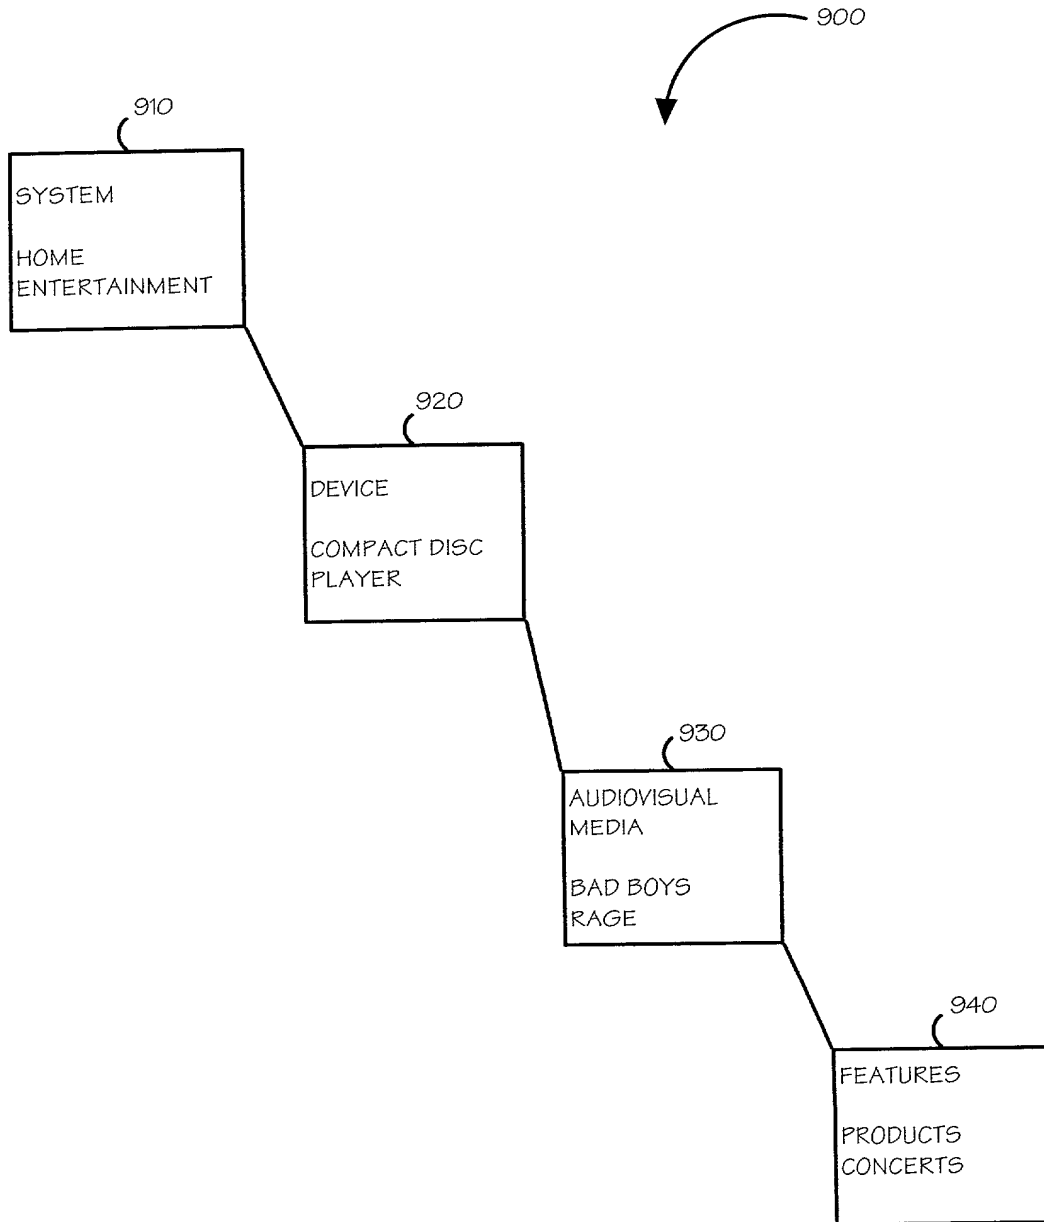 900
910
SYSTEM
HOME
ENTERTAINMENT
920
DEVICE
COMPACT DISC
PLAYER
930
AUDIOVISUAL
MEDIA
BAD BOYS
RAGE
940
FEATURES
PRODUCTS
CONCERTS